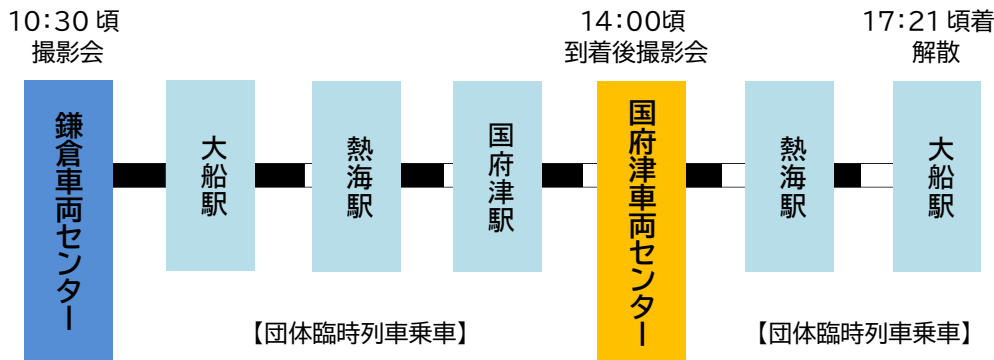 10:30頃
撮影会
14:00頃
到着後撮影会
17:21頃着
解散
鎌倉車両センター
大船駅
熱海駅
国府津駅
国府津車両センター
熱海駅
大船駅
【団体臨時列車乗車】
【団体臨時列車乗車】